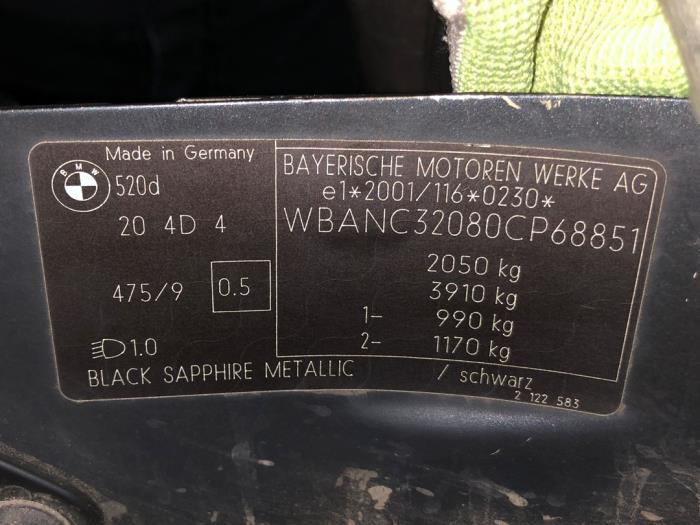 Made in Germany
BMW
520d
20 4D 4
475/9 0.5
1.0
BLACK SAPPHIRE METALLIC / schwarz
BAYERISCHE MOTOREN WERKE AG
e1*2001/116*0230*
WBANC32080CP68851
2050 kg
3910 kg
1- 990 kg
2- 1170 kg
2 122 583